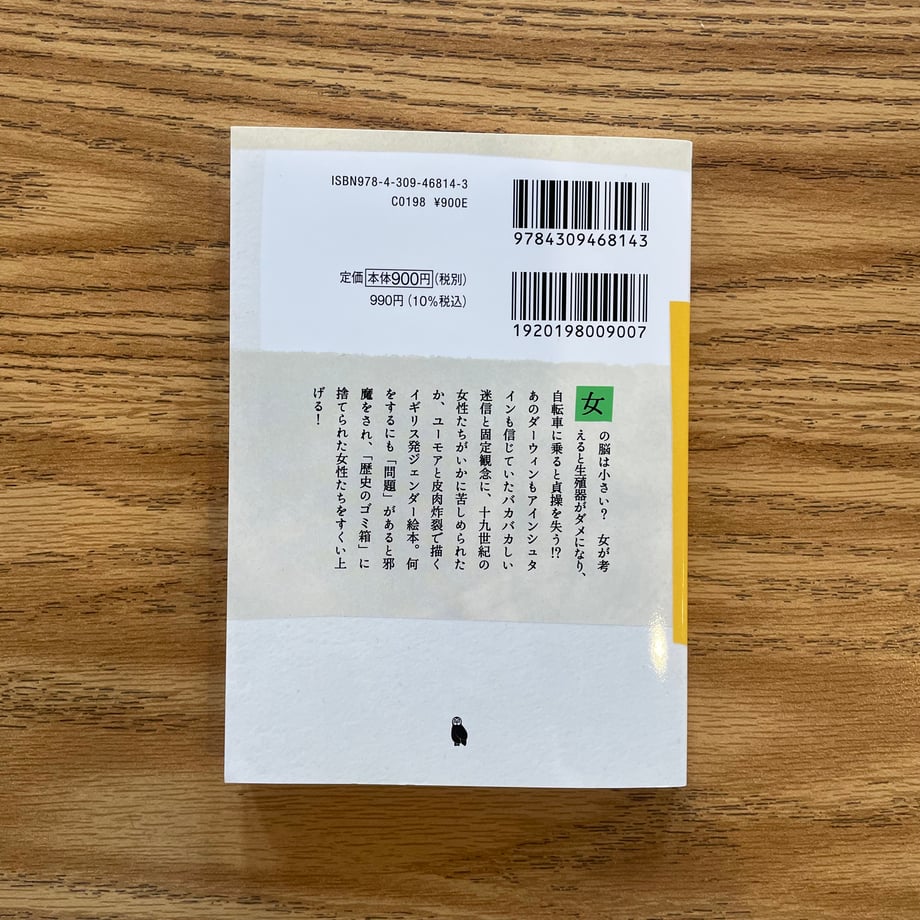 ISBN978-4-309-46814-3
C0198 ¥900E
9784309468143
定価 本体900円(税別)
990円(10%税込)
1920198009007
女の脳は小さい? 女が考
えると生殖器がダメになり、
自転車に乗ると貞操を失う!?
あのダーウィンもアインシュタ
インも信じていたバカバカしい
迷信と固定観念に、十九世紀の
女性たちがいかに苦しめられた
か、ユーモアと皮肉炸裂で描く
イギリス発ジェンダー絵本。何
をするにも「問題」があると邪
魔をされ、「歴史のゴミ箱」に
捨てられた女性たちをすくい上
げる!